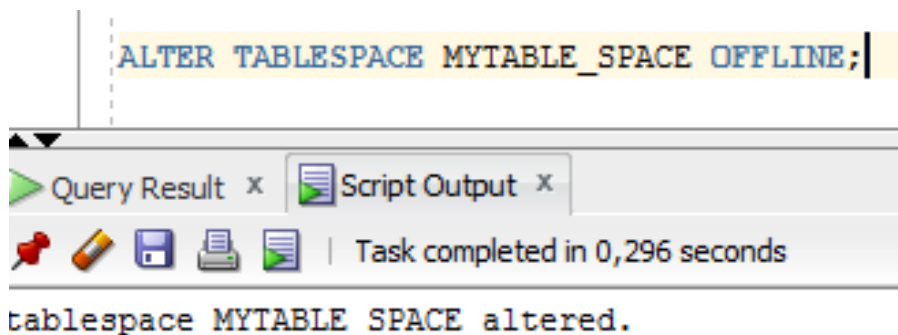 ALTER TABLESPACE MYTABLE_SPACE OFFLINE;
Query Result x Script Output x
Task completed in 0,296 seconds
tablespace MYTABLE_SPACE altered.